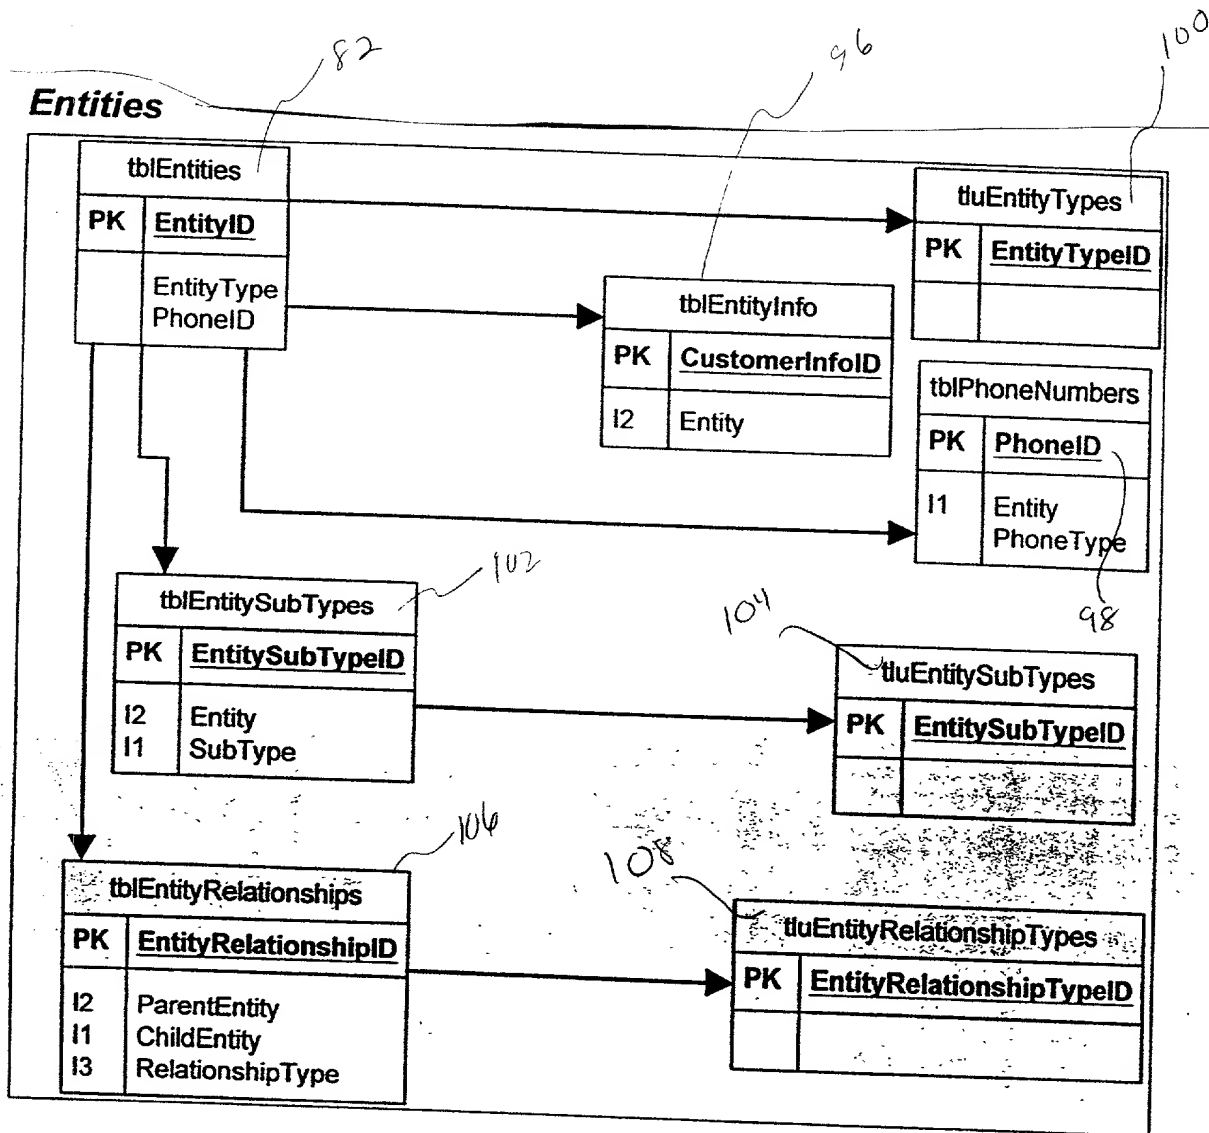 82
96
100
Entities
tblEntities
PK EntityID
EntityType
PhoneID
tluEntityTypes
PK EntityTypeID
tblEntityInfo
PK CustomerInfoID
I2 Entity
tblPhoneNumbers
PK PhoneID
I1 Entity
PhoneType
98
102
tblEntitySubTypes
PK EntitySubTypeID
I2 Entity
I1 SubType
104
tluEntitySubTypes
PK EntitySubTypeID
106
tblEntityRelationships
PK EntityRelationshipID
I2 ParentEntity
I1 ChildEntity
I3 RelationshipType
108
tluEntityRelationshipTypes
PK EntityRelationshipTypeID